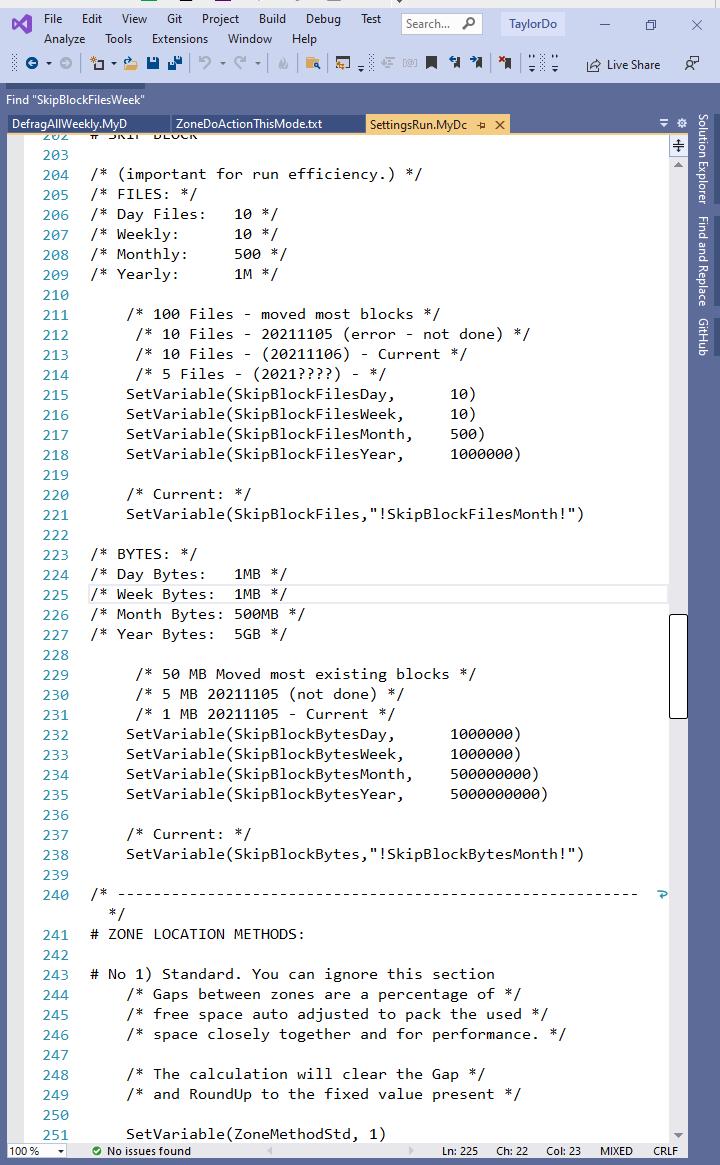 File Edit View Git Project Build Debug Test Search... TaylorDo
Analyze Tools Extensions Window Help
Live Share
Find "SkipBlockFilesWeek"
DefragAllWeekly.MyD ZoneDoActionThisMode.txt SettingsRun.MyDc
202 # SKIP BLOCK
203
204 /* (important for run efficiency.) */
205 /* FILES: */
206 /* Day Files: 10 */
207 /* Weekly: 10 */
208 /* Monthly: 500 */
209 /* Yearly: 1M */
210
211 /* 100 Files - moved most blocks */
212 /* 10 Files - 20211105 (error - not done) */
213 /* 10 Files - (20211106) - Current */
214 /* 5 Files - (2021????) - */
215 SetVariable(SkipBlockFilesDay, 10)
216 SetVariable(SkipBlockFilesWeek, 10)
217 SetVariable(SkipBlockFilesMonth, 500)
218 SetVariable(SkipBlockFilesYear, 1000000)
219
220 /* Current: */
221 SetVariable(SkipBlockFiles,"!SkipBlockFilesMonth!")
222
223 /* BYTES: */
224 /* Day Bytes: 1MB */
225 /* Week Bytes: 1MB */
226 /* Month Bytes: 500MB */
227 /* Year Bytes: 5GB */
228
229 /* 50 MB Moved most existing blocks */
230 /* 5 MB 20211105 (not done) */
231 /* 1 MB 20211105 - Current */
232 SetVariable(SkipBlockBytesDay, 1000000)
233 SetVariable(SkipBlockBytesWeek, 1000000)
234 SetVariable(SkipBlockBytesMonth, 500000000)
235 SetVariable(SkipBlockBytesYear, 5000000000)
236
237 /* Current: */
238 SetVariable(SkipBlockBytes,"!SkipBlockBytesMonth!")
239
240 /* ----------------------------------------------------------
*/
241 # ZONE LOCATION METHODS:
242
243 # No 1) Standard. You can ignore this section
244 /* Gaps between zones are a percentage of */
245 /* free space auto adjusted to pack the used */
246 /* space closely together and for performance. */
247
248 /* The calculation will clear the Gap */
249 /* and RoundUp to the fixed value present */
250
251 SetVariable(ZoneMethodStd, 1)
100 % No issues found Ln: 225 Ch: 22 Col: 23 MIXED CRLF
Solution Explorer
Find and Replace
GitHub